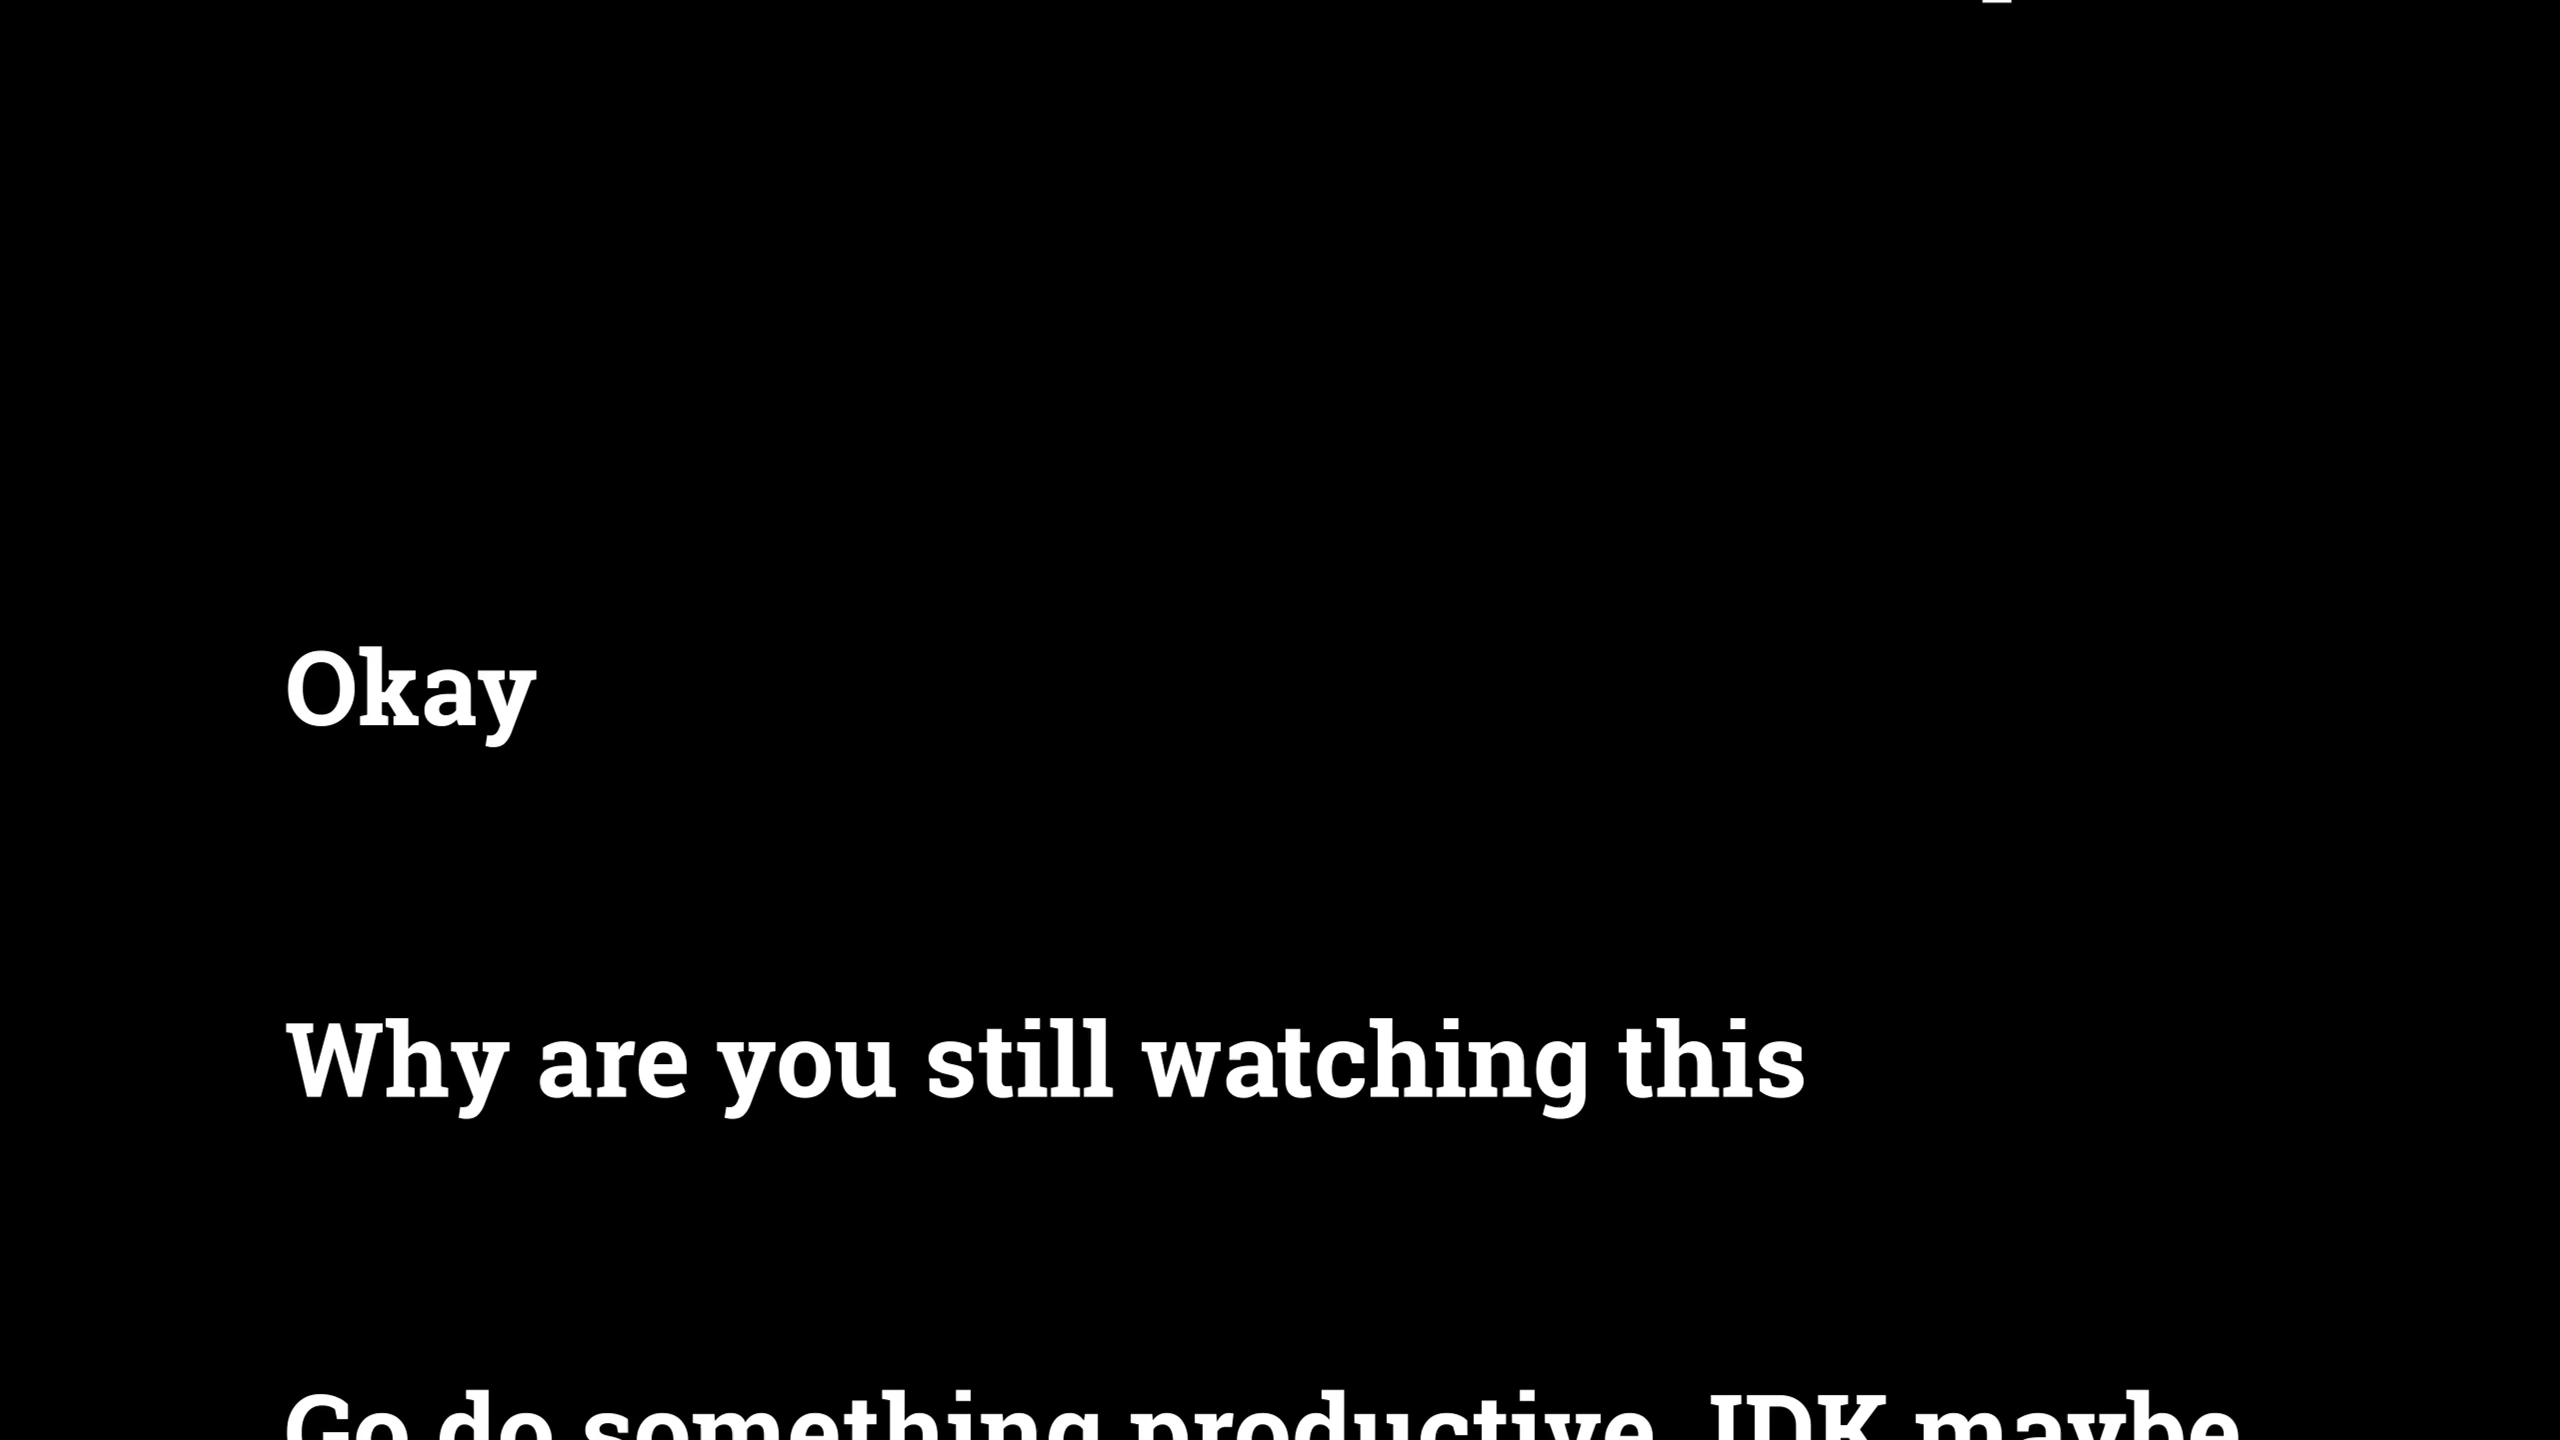 Okay
Why are you still watching this
Go do something productive. IDK maybe